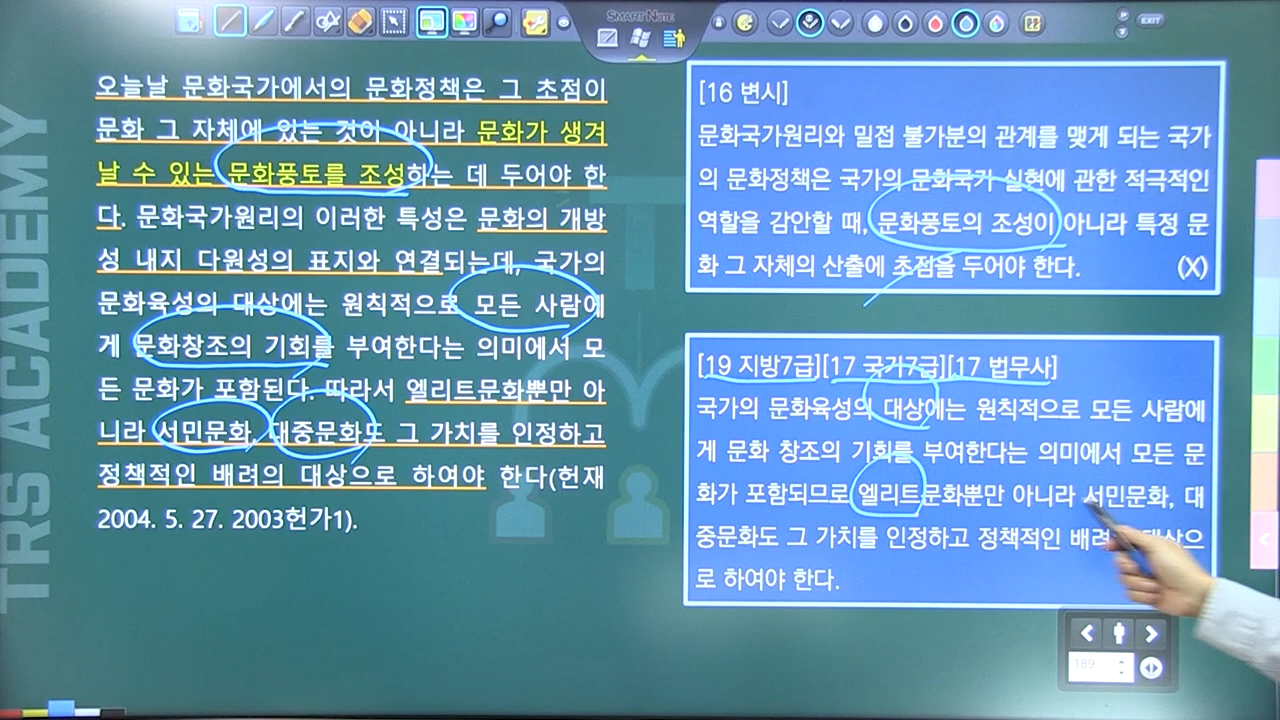 SMART NOTE
EXIT
TRS ACADEMY
오늘날 문화국가에서의 문화정책은 그 초점이
문화 그 자체에 있는 것이 아니라 문화가 생겨
날 수 있는 문화풍토를 조성하는 데 두어야 한
다. 문화국가원리의 이러한 특성은 문화의 개방
성 내지 다원성의 표지와 연결되는데, 국가의
문화육성의 대상에는 원칙적으로 모든 사람에
게 문화창조의 기회를 부여한다는 의미에서 모
든 문화가 포함된다. 따라서 엘리트문화뿐만 아
니라 서민문화, 대중문화도 그 가치를 인정하고
정책적인 배려의 대상으로 하여야 한다(헌재
2004. 5. 27. 2003헌가1).
[16 변시]
문화국가원리와 밀접 불가분의 관계를 맺게 되는 국가
의 문화정책은 국가의 문화국가 실현에 관한 적극적인
역할을 감안할 때, 문화풍토의 조성이 아니라 특정 문
화 그 자체의 산출에 초점을 두어야 한다. (X)
[19 지방7급][17 국가7급][17 법무사]
국가의 문화육성의 대상에는 원칙적으로 모든 사람에
게 문화 창조의 기회를 부여한다는 의미에서 모든 문
화가 포함되므로 엘리트문화뿐만 아니라 서민문화, 대
중문화도 그 가치를 인정하고 정책적인 배려 대상으
로 하여야 한다.
189